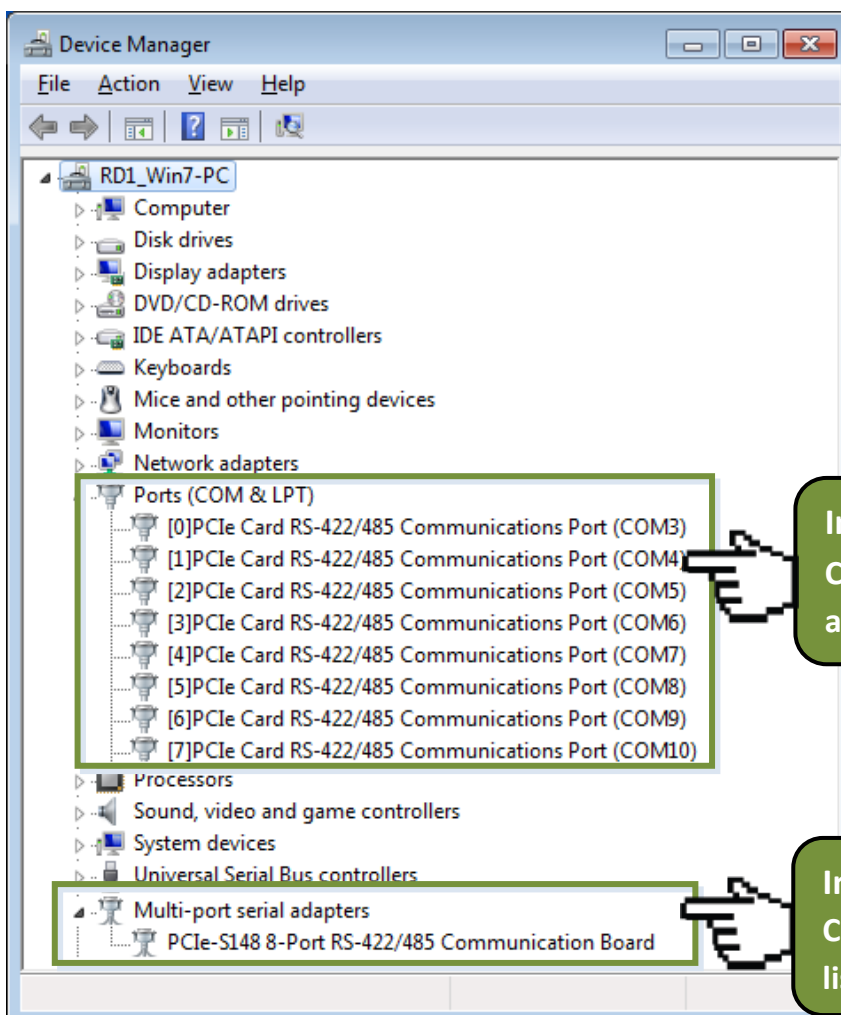 Device Manager
File Action View Help
RD1_Win7-PC
Computer
Disk drives
Display adapters
DVD/CD-ROM drives
IDE ATA/ATAPI controllers
Keyboards
Mice and other pointing devices
Monitors
Network adapters
Ports (COM & LPT)
[0]PCIe Card RS-422/485 Communications Port (COM3)
[1]PCIe Card RS-422/485 Communications Port (COM4)
[2]PCIe Card RS-422/485 Communications Port (COM5)
[3]PCIe Card RS-422/485 Communications Port (COM6)
[4]PCIe Card RS-422/485 Communications Port (COM7)
[5]PCIe Card RS-422/485 Communications Port (COM8)
[6]PCIe Card RS-422/485 Communications Port (COM9)
[7]PCIe Card RS-422/485 Communications Port (COM10)
Processors
Sound, video and game controllers
System devices
Universal Serial Bus controllers
Multi-port serial adapters
PCIe-S148 8-Port RS-422/485 Communication Board